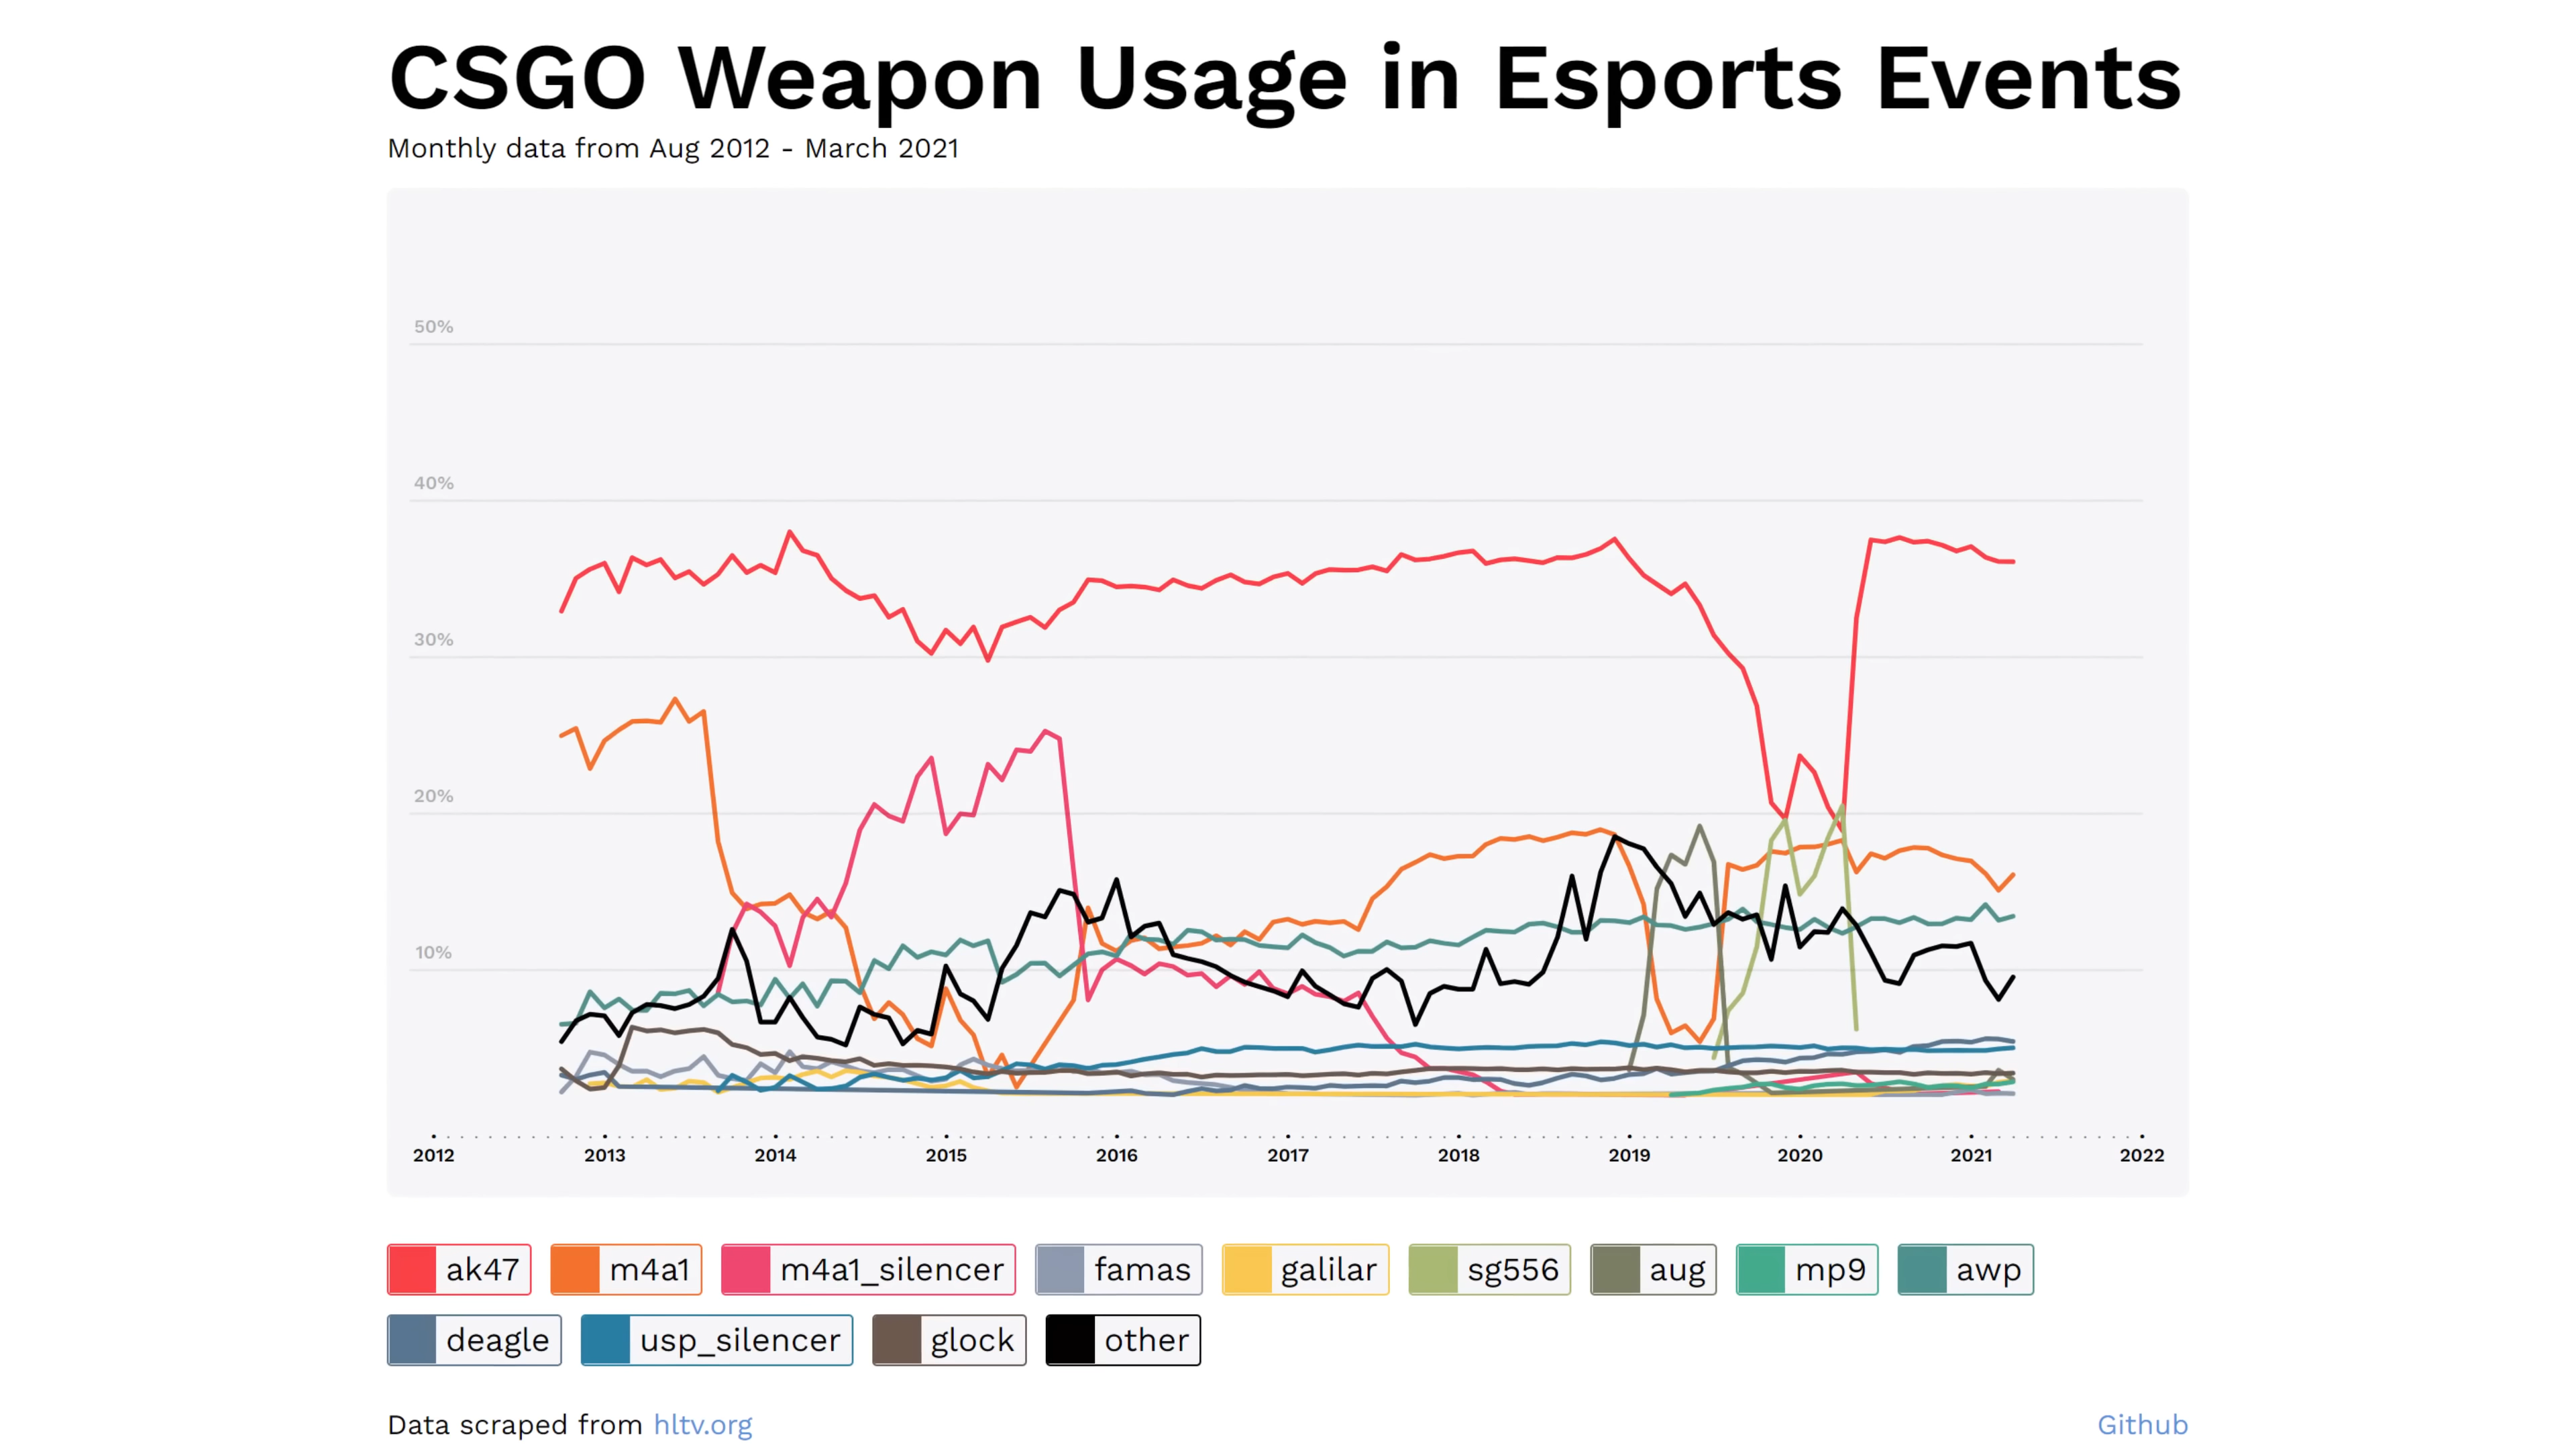 CSGO Weapon Usage in Esports Events
Monthly data from Aug 2012 - March 2021
50%
40%
30%
20%
10%
2012 2013 2014 2015 2016 2017 2018 2019 2020 2021 2022
ak47 m4a1 m4a1_silencer famas galilar sg556 aug mp9 awp
deagle usp_silencer glock other
Data scraped from hltv.org Github